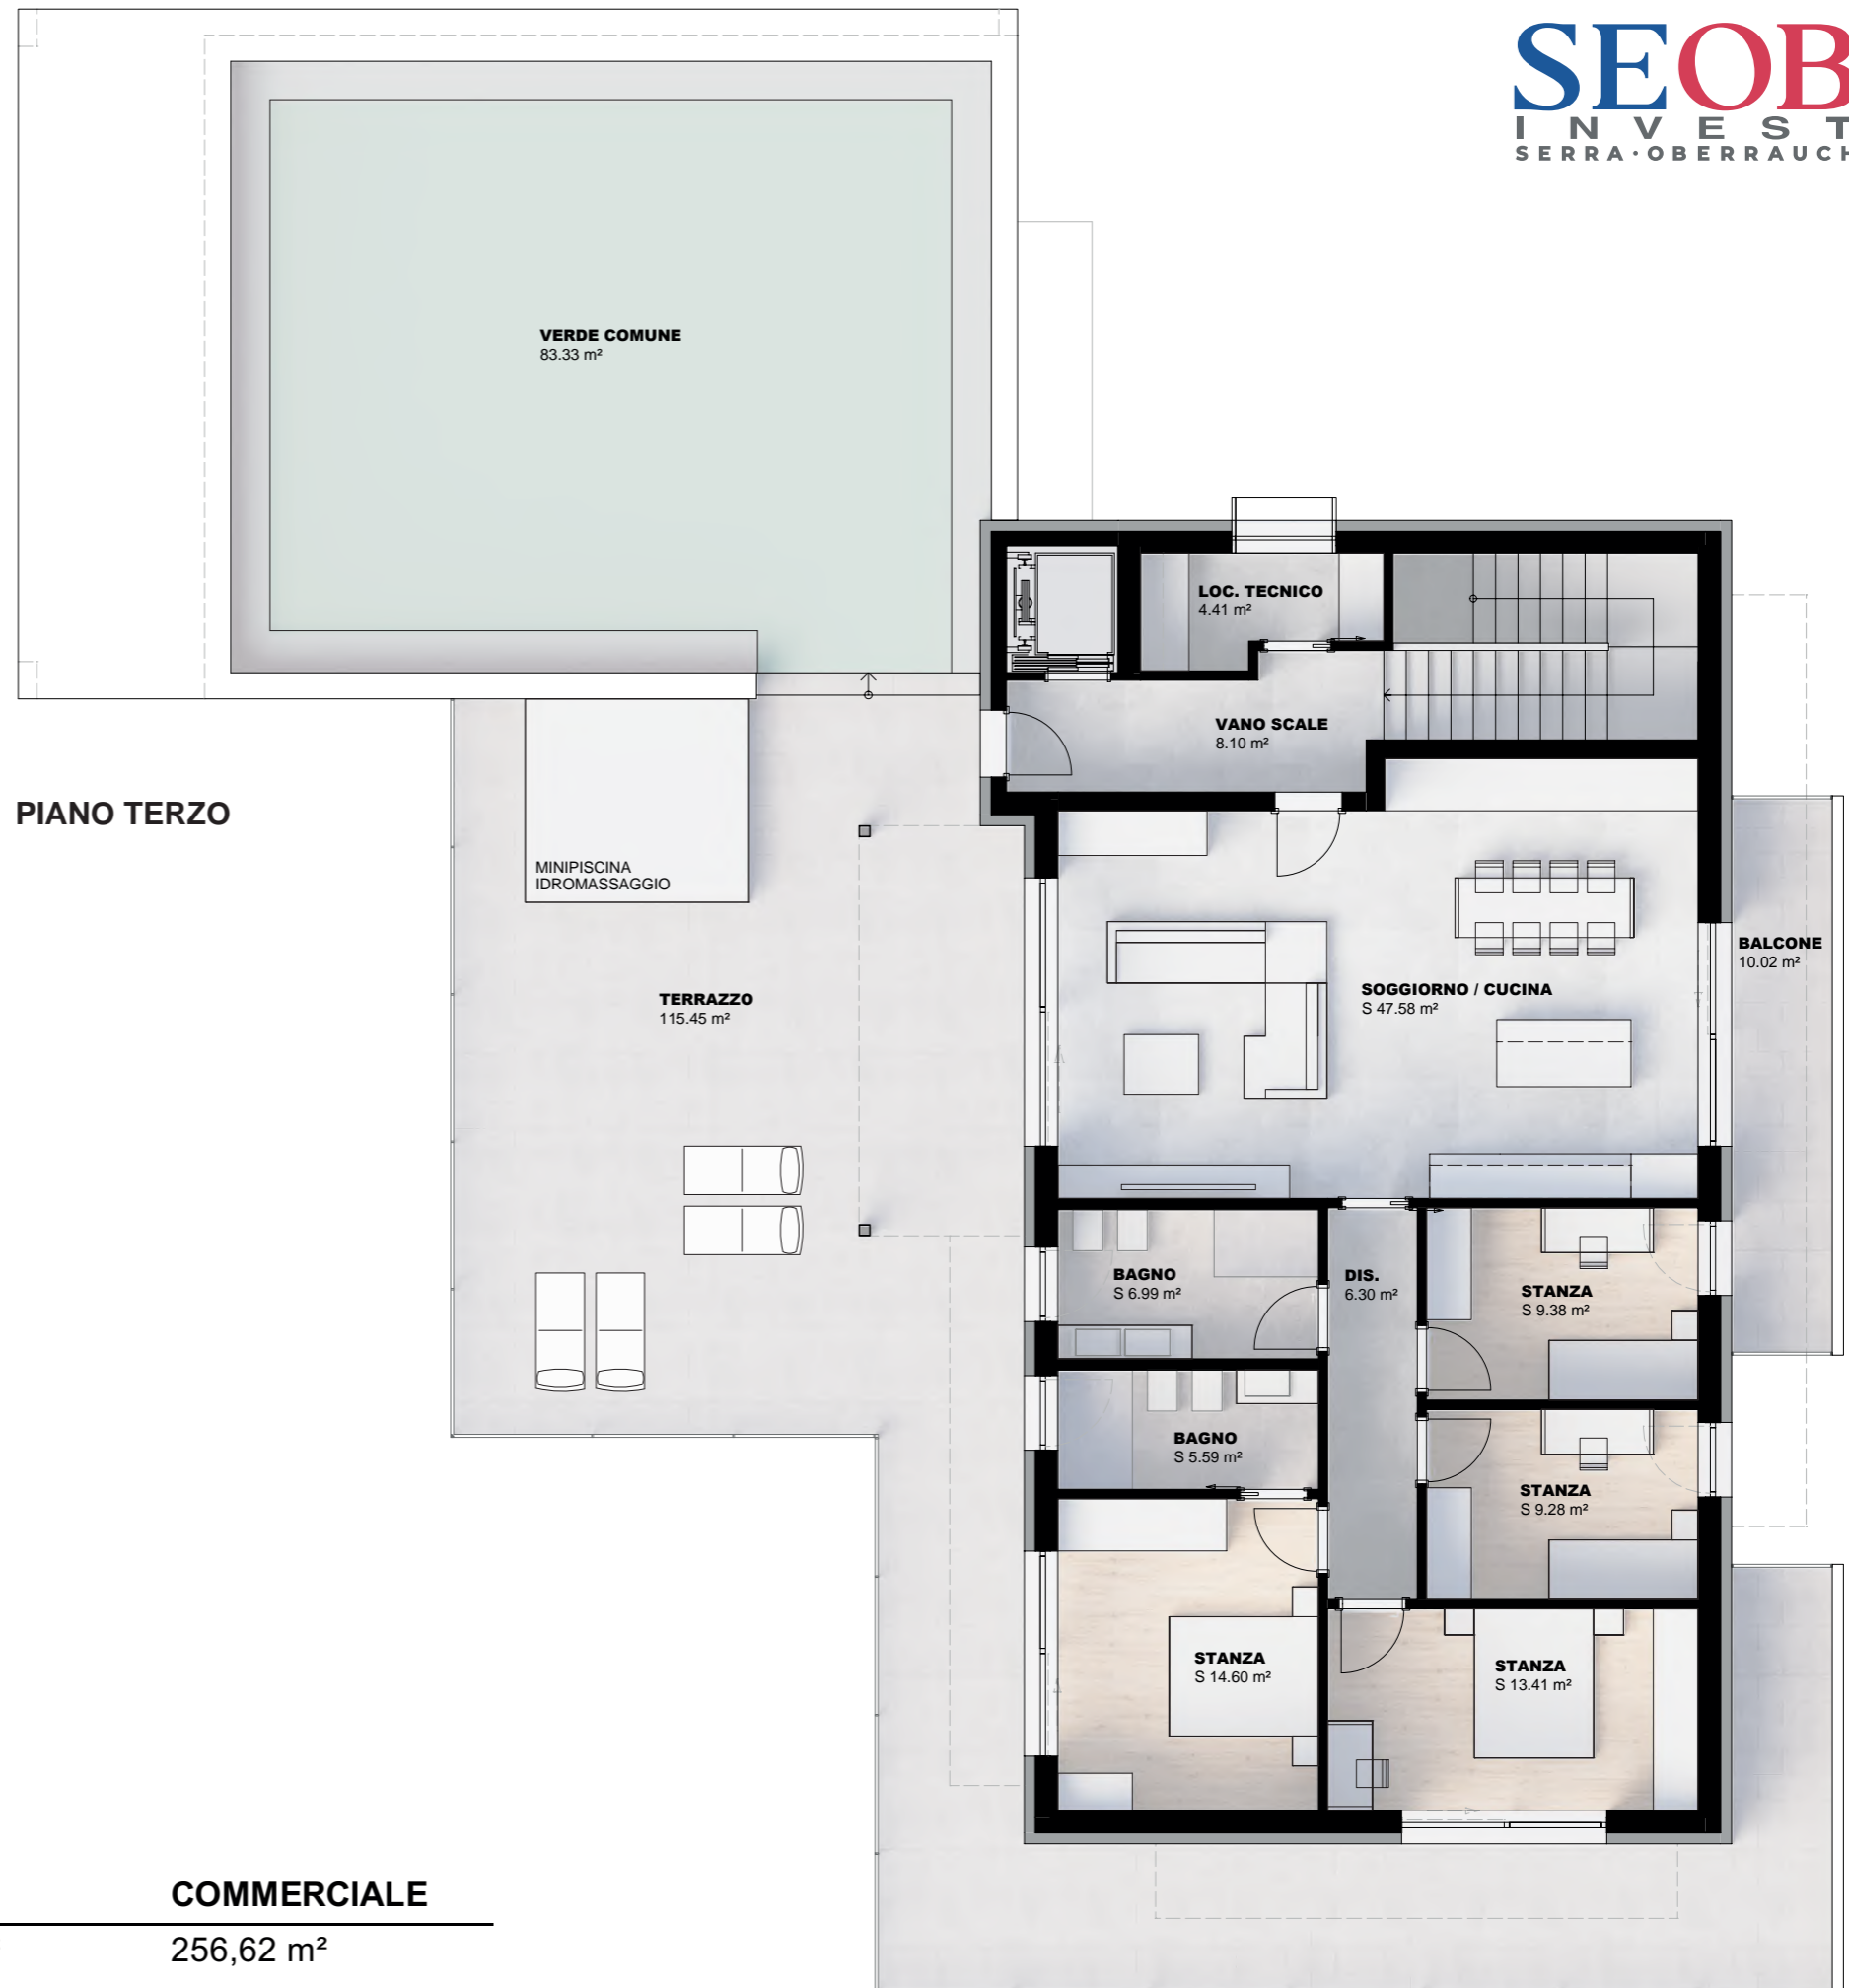 SEOB
INVEST
SERRA·OBERRAUCH
VERDE COMUNE
83.33 m²
LOC. TECNICO
4.41 m²
VANO SCALE
8.10 m²
PIANO TERZO
MINIPISCINA
IDROMASSAGGIO
BALCONE
10.02 m²
SOGGIORNO / CUCINA
S 47.58 m²
TERRAZZO
115.45 m²
BAGNO
S 6.99 m²
DIS.
6.30 m²
STANZA
S 9.38 m²
BAGNO
S 5.59 m²
STANZA
S 9.28 m²
STANZA
S 14.60 m²
STANZA
S 13.41 m²
COMMERCIALE
256,62 m²